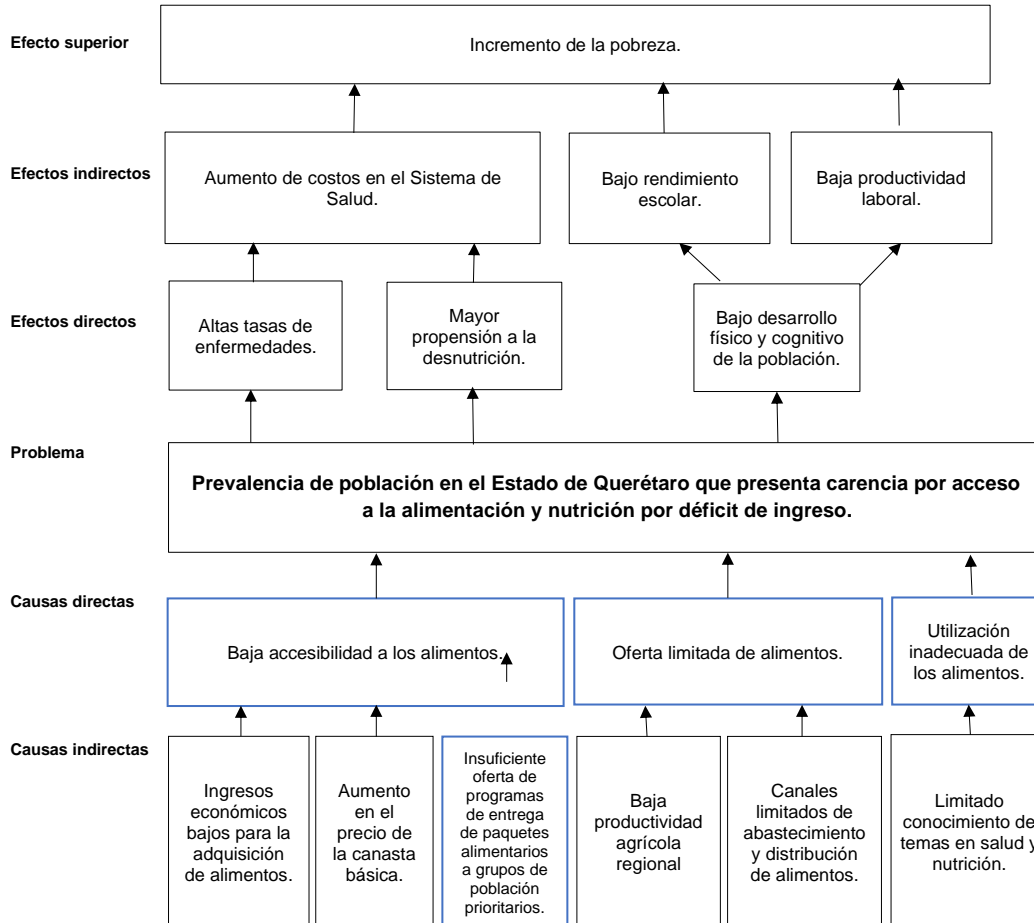 Efecto superior
Incremento de la pobreza.
Efectos indirectos
Aumento de costos en el Sistema de
Salud.
Bajo rendimiento
escolar.
Baja productividad
laboral.
Efectos directos
Altas tasas de
enfermedades.
Mayor
propensión a la
desnutrición.
Bajo desarrollo
físico y cognitivo
de la población.
Problema
Prevalencia de población en el Estado de Querétaro que presenta carencia por acceso
a la alimentación y nutrición por déficit de ingreso.
Causas directas
Baja accesibilidad a los alimentos.
Oferta limitada de alimentos.
Utilización
inadecuada de
los alimentos.
Causas indirectas
Ingresos
económicos
bajos para la
adquisición
de alimentos.
Aumento
en el
precio de
la canasta
básica.
Insuficiente
oferta de
programas
de entrega
de paquetes
alimentarios
a grupos de
población
prioritarios.
Baja
productividad
agrícola
regional
Canales
limitados de
abastecimiento
y distribución
de alimentos.
Limitado
conocimiento de
temas en salud y
nutrición.